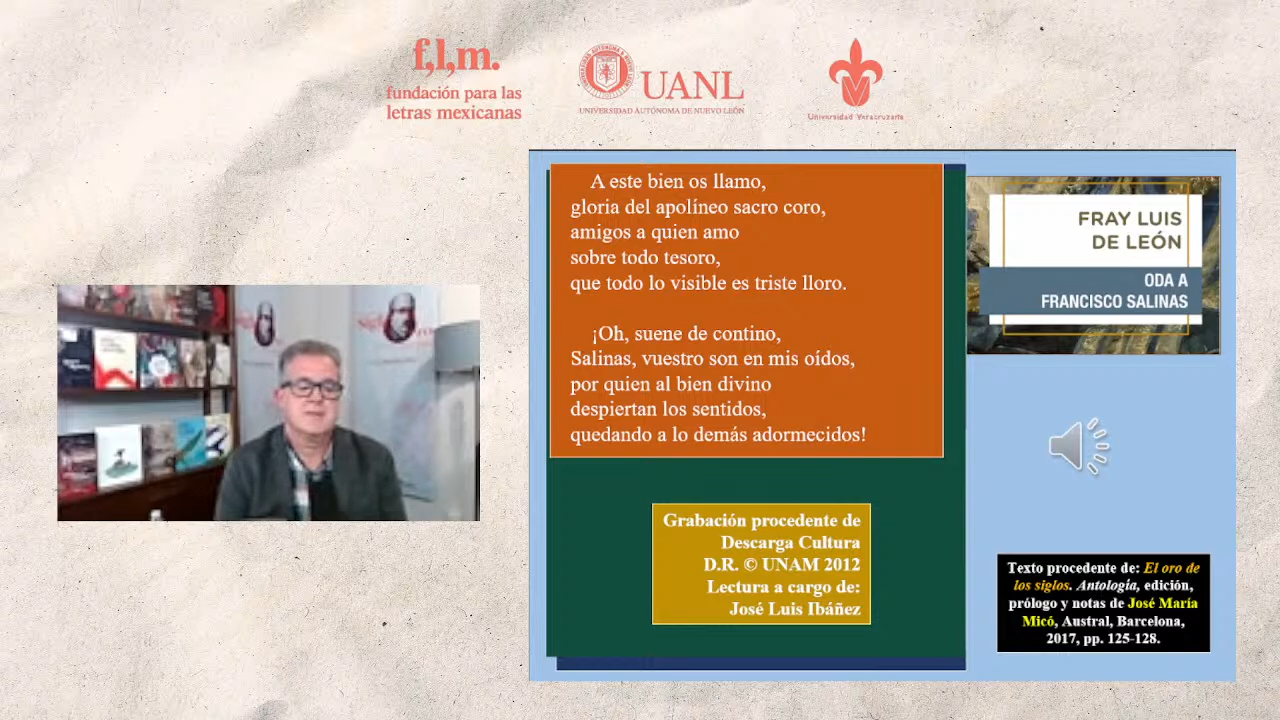 f,l,m.
fundación para las
letras mexicanas
UANL
UNIVERSIDAD AUTÓNOMA DE NUEVO LEÓN
Universidad Veracruzana
A este bien os llamo,
gloria del apolíneo sacro coro,
amigos a quien amo
sobre todo tesoro,
que todo lo visible es triste lloro.
¡Oh, suene de contino,
Salinas, vuestro son en mis oídos,
por quien al bien divino
despiertan los sentidos,
quedando a lo demás adormecidos!
Grabación procedente de
Descarga Cultura
D.R. © UNAM 2012
Lectura a cargo de:
José Luis Ibáñez
FRAY LUIS
DE LEÓN
ODA A
FRANCISCO SALINAS
Texto procedente de: El oro de
los siglos. Antología, edición,
prólogo y notas de José María
Micó, Austral, Barcelona,
2017, pp. 125-128.